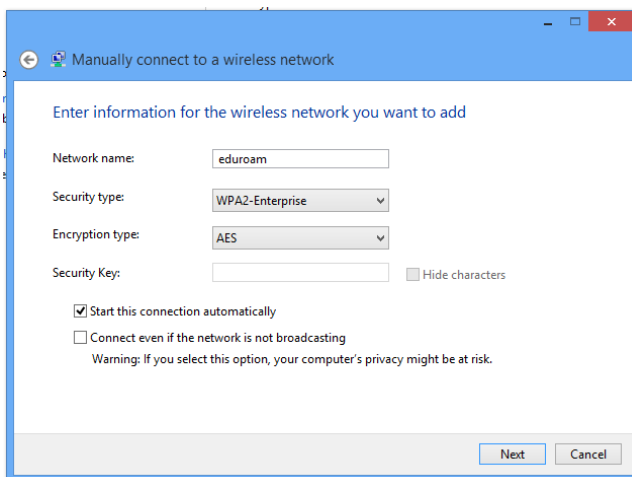 Manually connect to a wireless network
Enter information for the wireless network you want to add
Network name: eduroam
Security type: WPA2-Enterprise
Encryption type: AES
Security Key: Hide characters
Start this connection automatically
Connect even if the network is not broadcasting
Warning: If you select this option, your computer's privacy might be at risk.
Next Cancel